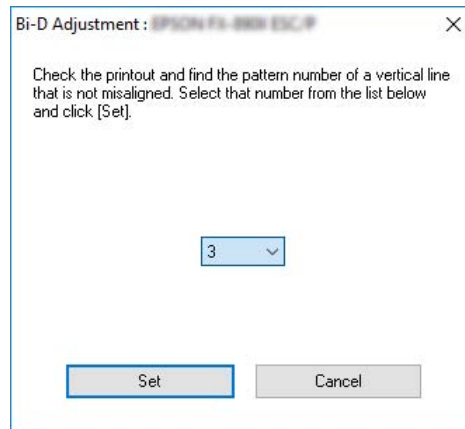 Bi-D Adjustment :
Check the printout and find the pattern number of a vertical line
that is not misaligned. Select that number from the list below
and click [Set].
3
Set
Cancel